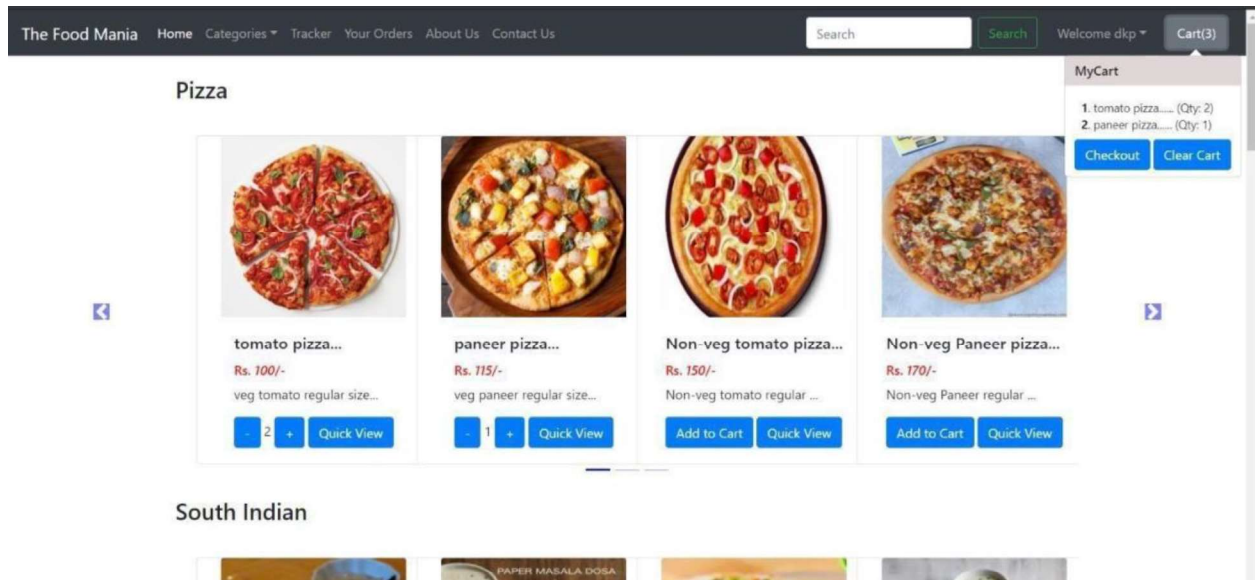 The Food Mania Home Categories Tracker Your Orders About Us Contact Us Search Search Welcome dkp Cart(3)
MyCart
1. tomato pizza...... (Qty: 2)
2. paneer pizza...... (Qty: 1)
Checkout Clear Cart
Pizza
tomato pizza... paneer pizza... Non-veg tomato pizza... Non-veg Paneer pizza...
Rs. 100/- Rs. 115/- Rs. 150/- Rs. 170/-
veg tomato regular size... veg paneer regular size... Non-veg tomato regular ... Non-veg Paneer regular ...
- 2 + Quick View - 1 + Quick View Add to Cart Quick View Add to Cart Quick View
South Indian
PAPER MASALA DOSA